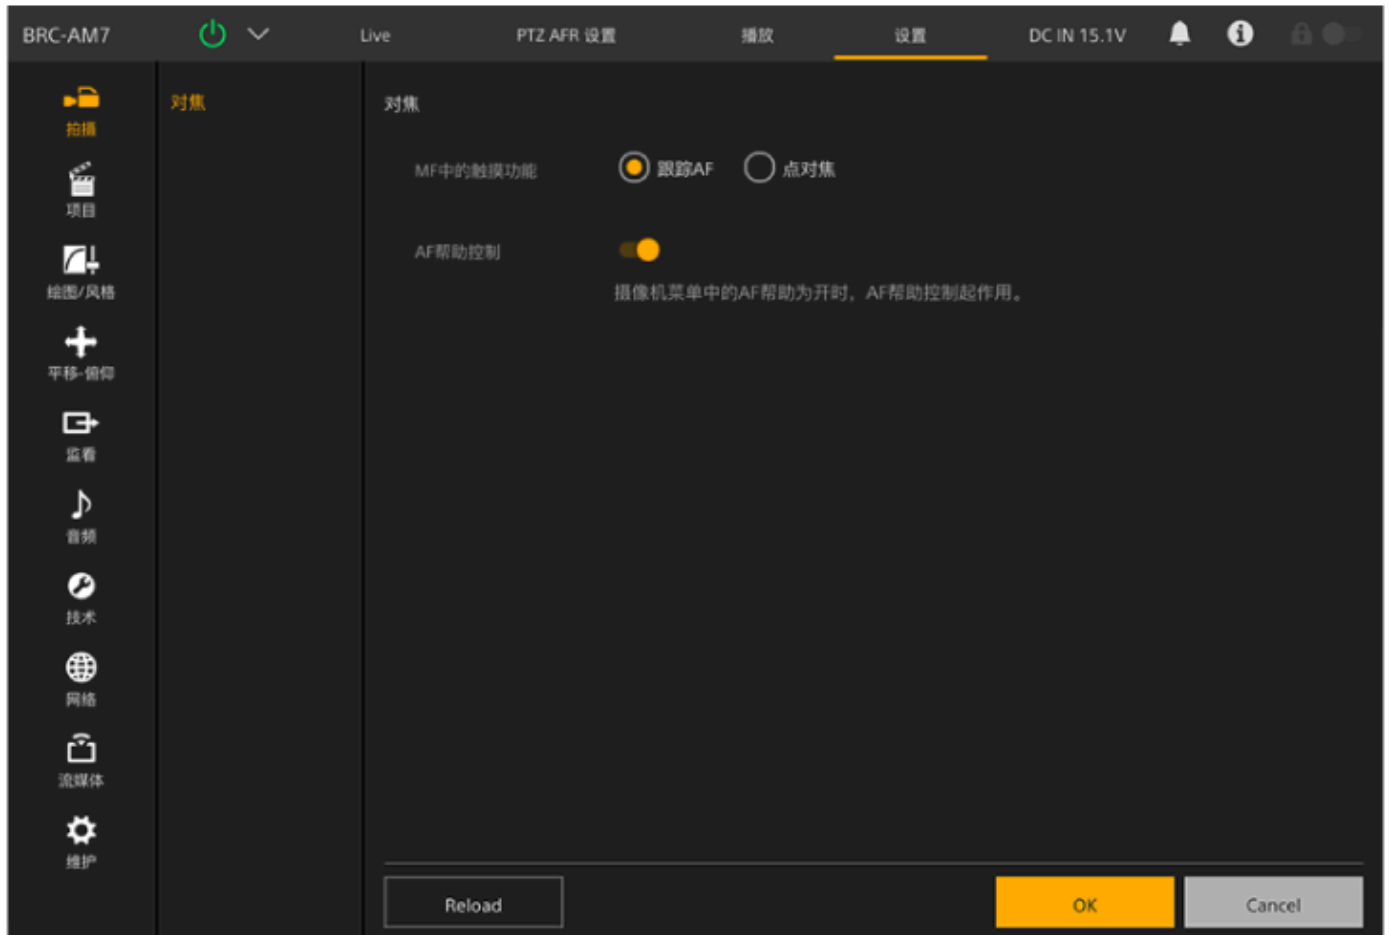 BRC-AM7 Live PTZ AFR 设置 播放 设置 DC IN 15.1V
拍摄
项目
绘图/风格
平移-俯仰
监看
音频
技术
网络
流媒体
维护
对焦
对焦
MF中的触摸功能 跟踪AF 点对焦
AF帮助控制
摄像机菜单中的AF帮助为开时，AF帮助控制起作用。
Reload OK Cancel